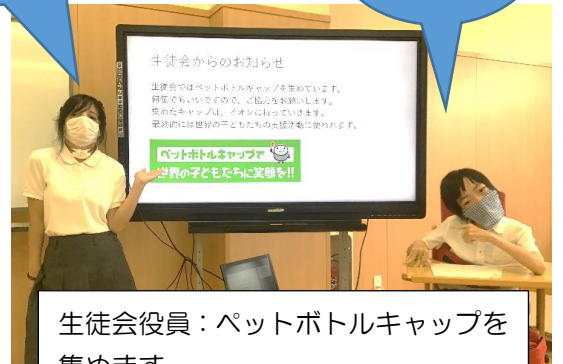 生徒会からのお知らせ
生徒会ではペットボトルキャップを集めています。
何個でもいいですので、ご協力をお願いします。
集めたキャップは、イオンに持っていきます。
最終的には世界の子どもたちの支援活動に使われます。
ペットボトルキャップで
世界の子どもたちに笑顔を!!
生徒会役員：ペットボトルキャップを
集めます